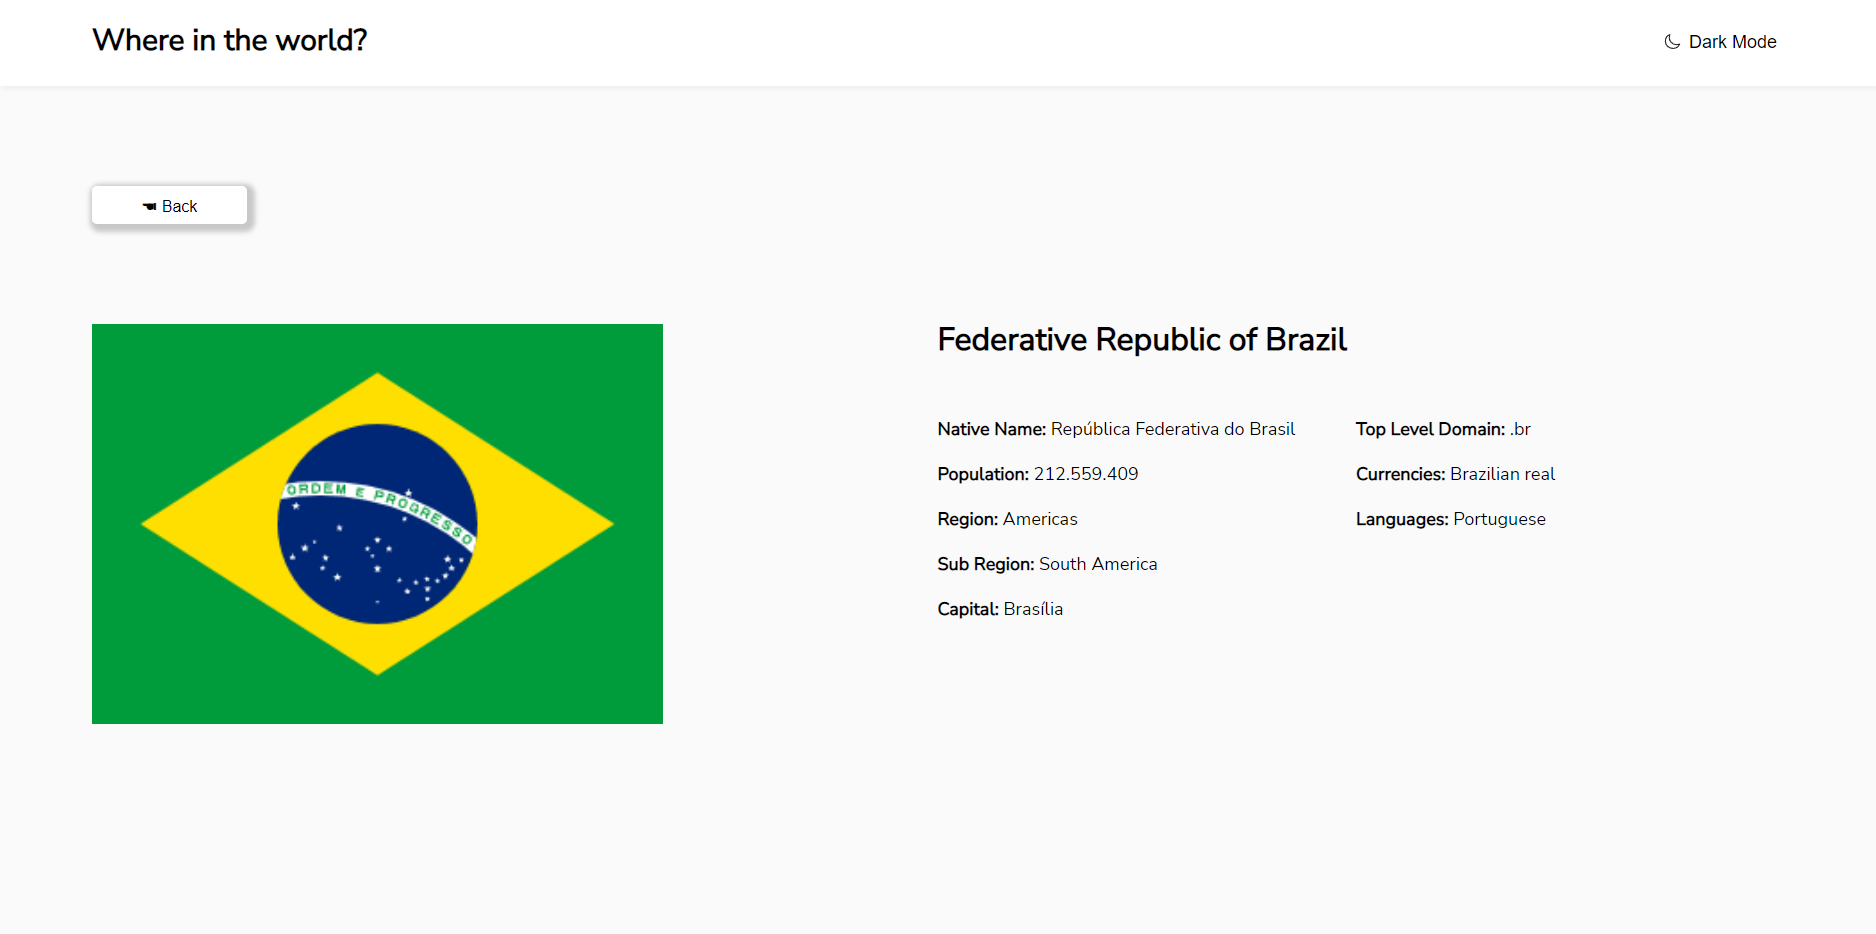 Where in the world?
Dark Mode
Back
ORDEM E PROGRESSO
Federative Republic of Brazil
Native Name: República Federativa do Brasil
Population: 212.559.409
Region: Americas
Sub Region: South America
Capital: Brasília
Top Level Domain: .br
Currencies: Brazilian real
Languages: Portuguese